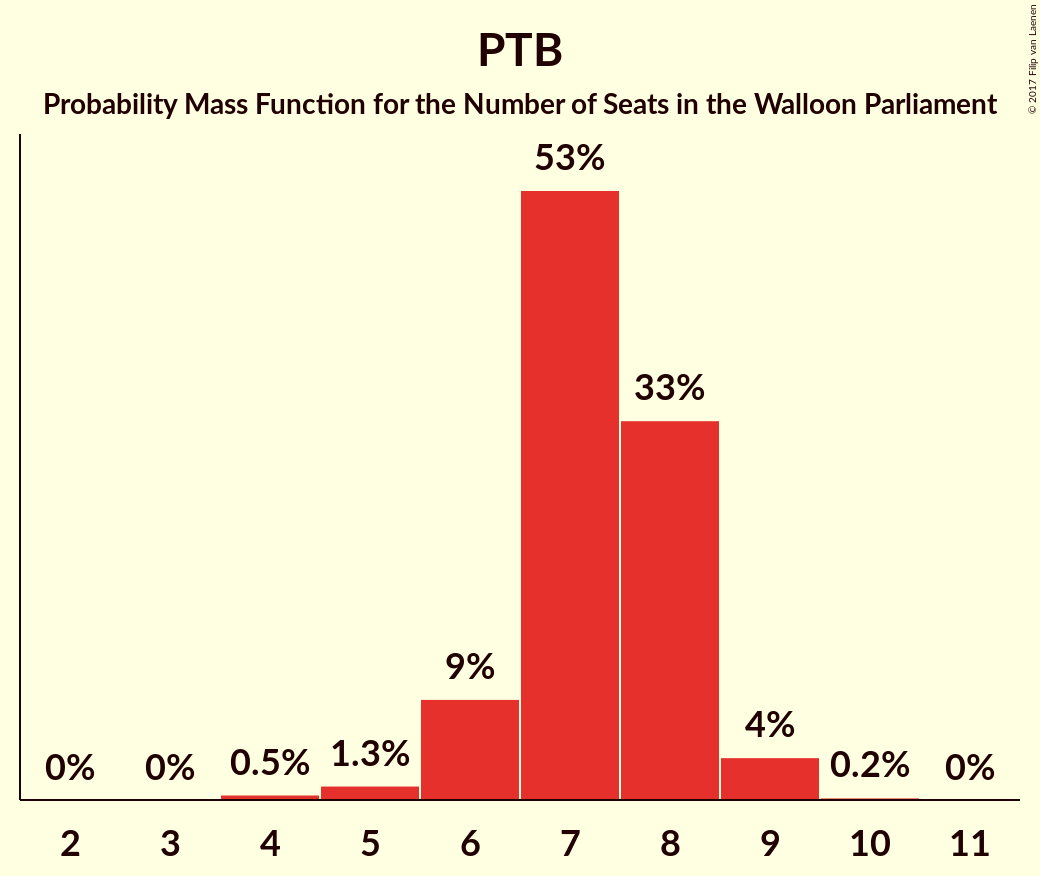 PTB
Probability Mass Function for the Number of Seats in the Walloon Parliament
© 2017 Filip van Laenen
53%
33%
9%
4%
1.3%
0.5%
0.2%
0%
0%
0%
2 3 4 5 6 7 8 9 10 11